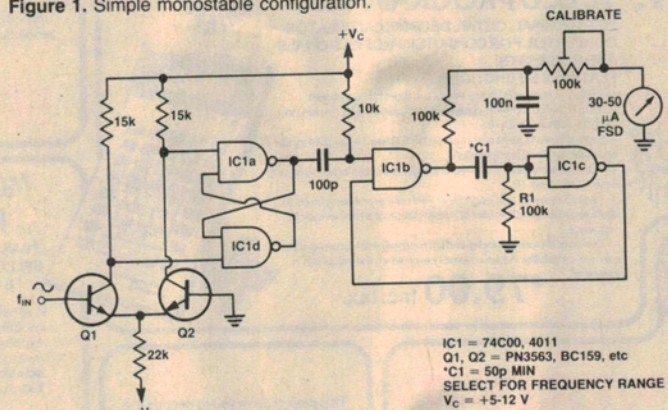 Figure 1. Simple monostable configuration.
CALIBRATE
+Vc
100k
15k
15k
10k
100k
100n
30-50
µA
FSD
IC1a
100p
IC1b
*C1
IC1c
R1
100k
IC1d
fIN
Q1
Q2
22k
IC1 = 74C00, 4011
Q1, Q2 = PN3563, BC159, etc
*C1 = 50p MIN
SELECT FOR FREQUENCY RANGE
Vc = +5-12 V